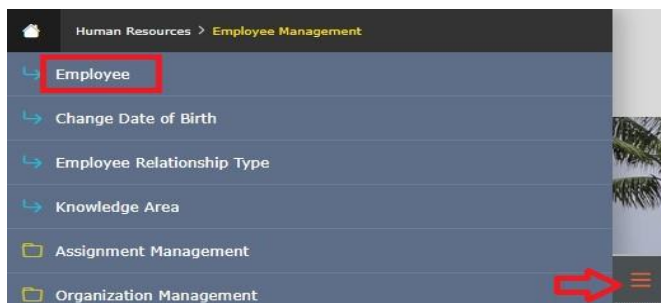 Human Resources > Employee Management
Employee
Change Date of Birth
Employee Relationship Type
Knowledge Area
Assignment Management
Organization Management